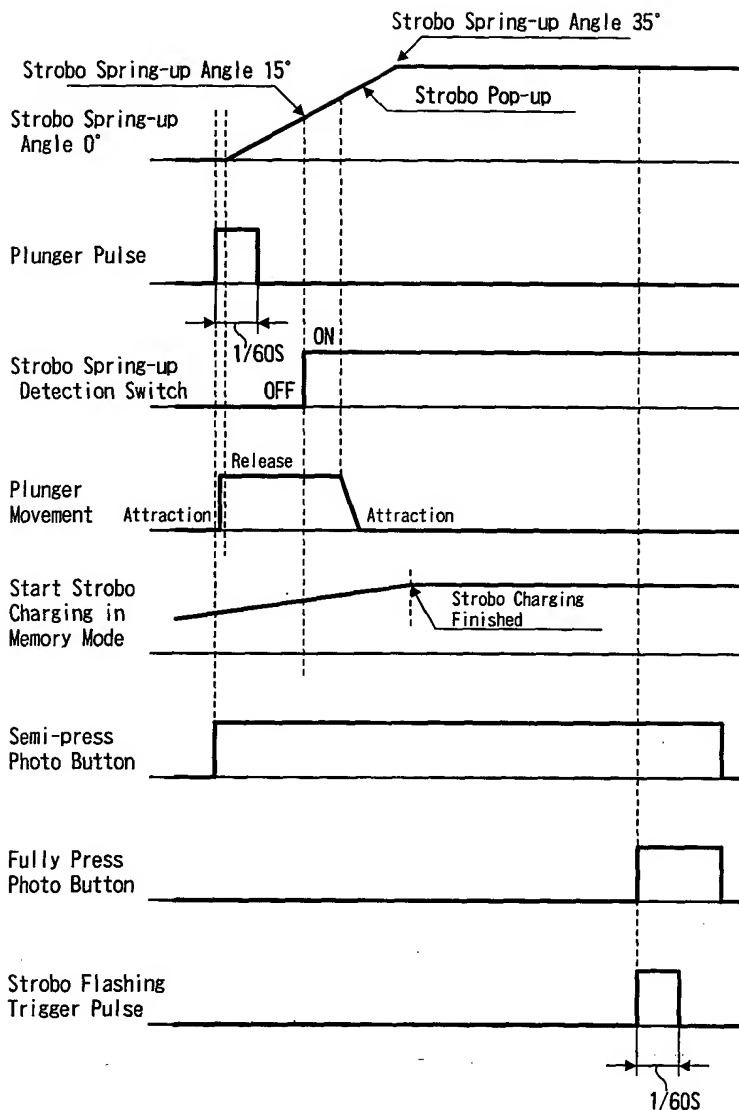 Strobo Spring-up Angle 35°
Strobo Spring-up Angle 15°
Strobo Pop-up
Strobo Spring-up
Angle 0°
Plunger Pulse
1/60S
ON
Strobo Spring-up
Detection Switch
OFF
Release
Plunger
Movement
Attraction
Attraction
Start Strobo
Charging in
Memory Mode
Strobo Charging
Finished
Semi-press
Photo Button
Fully Press
Photo Button
Strobo Flashing
Trigger Pulse
1/60S